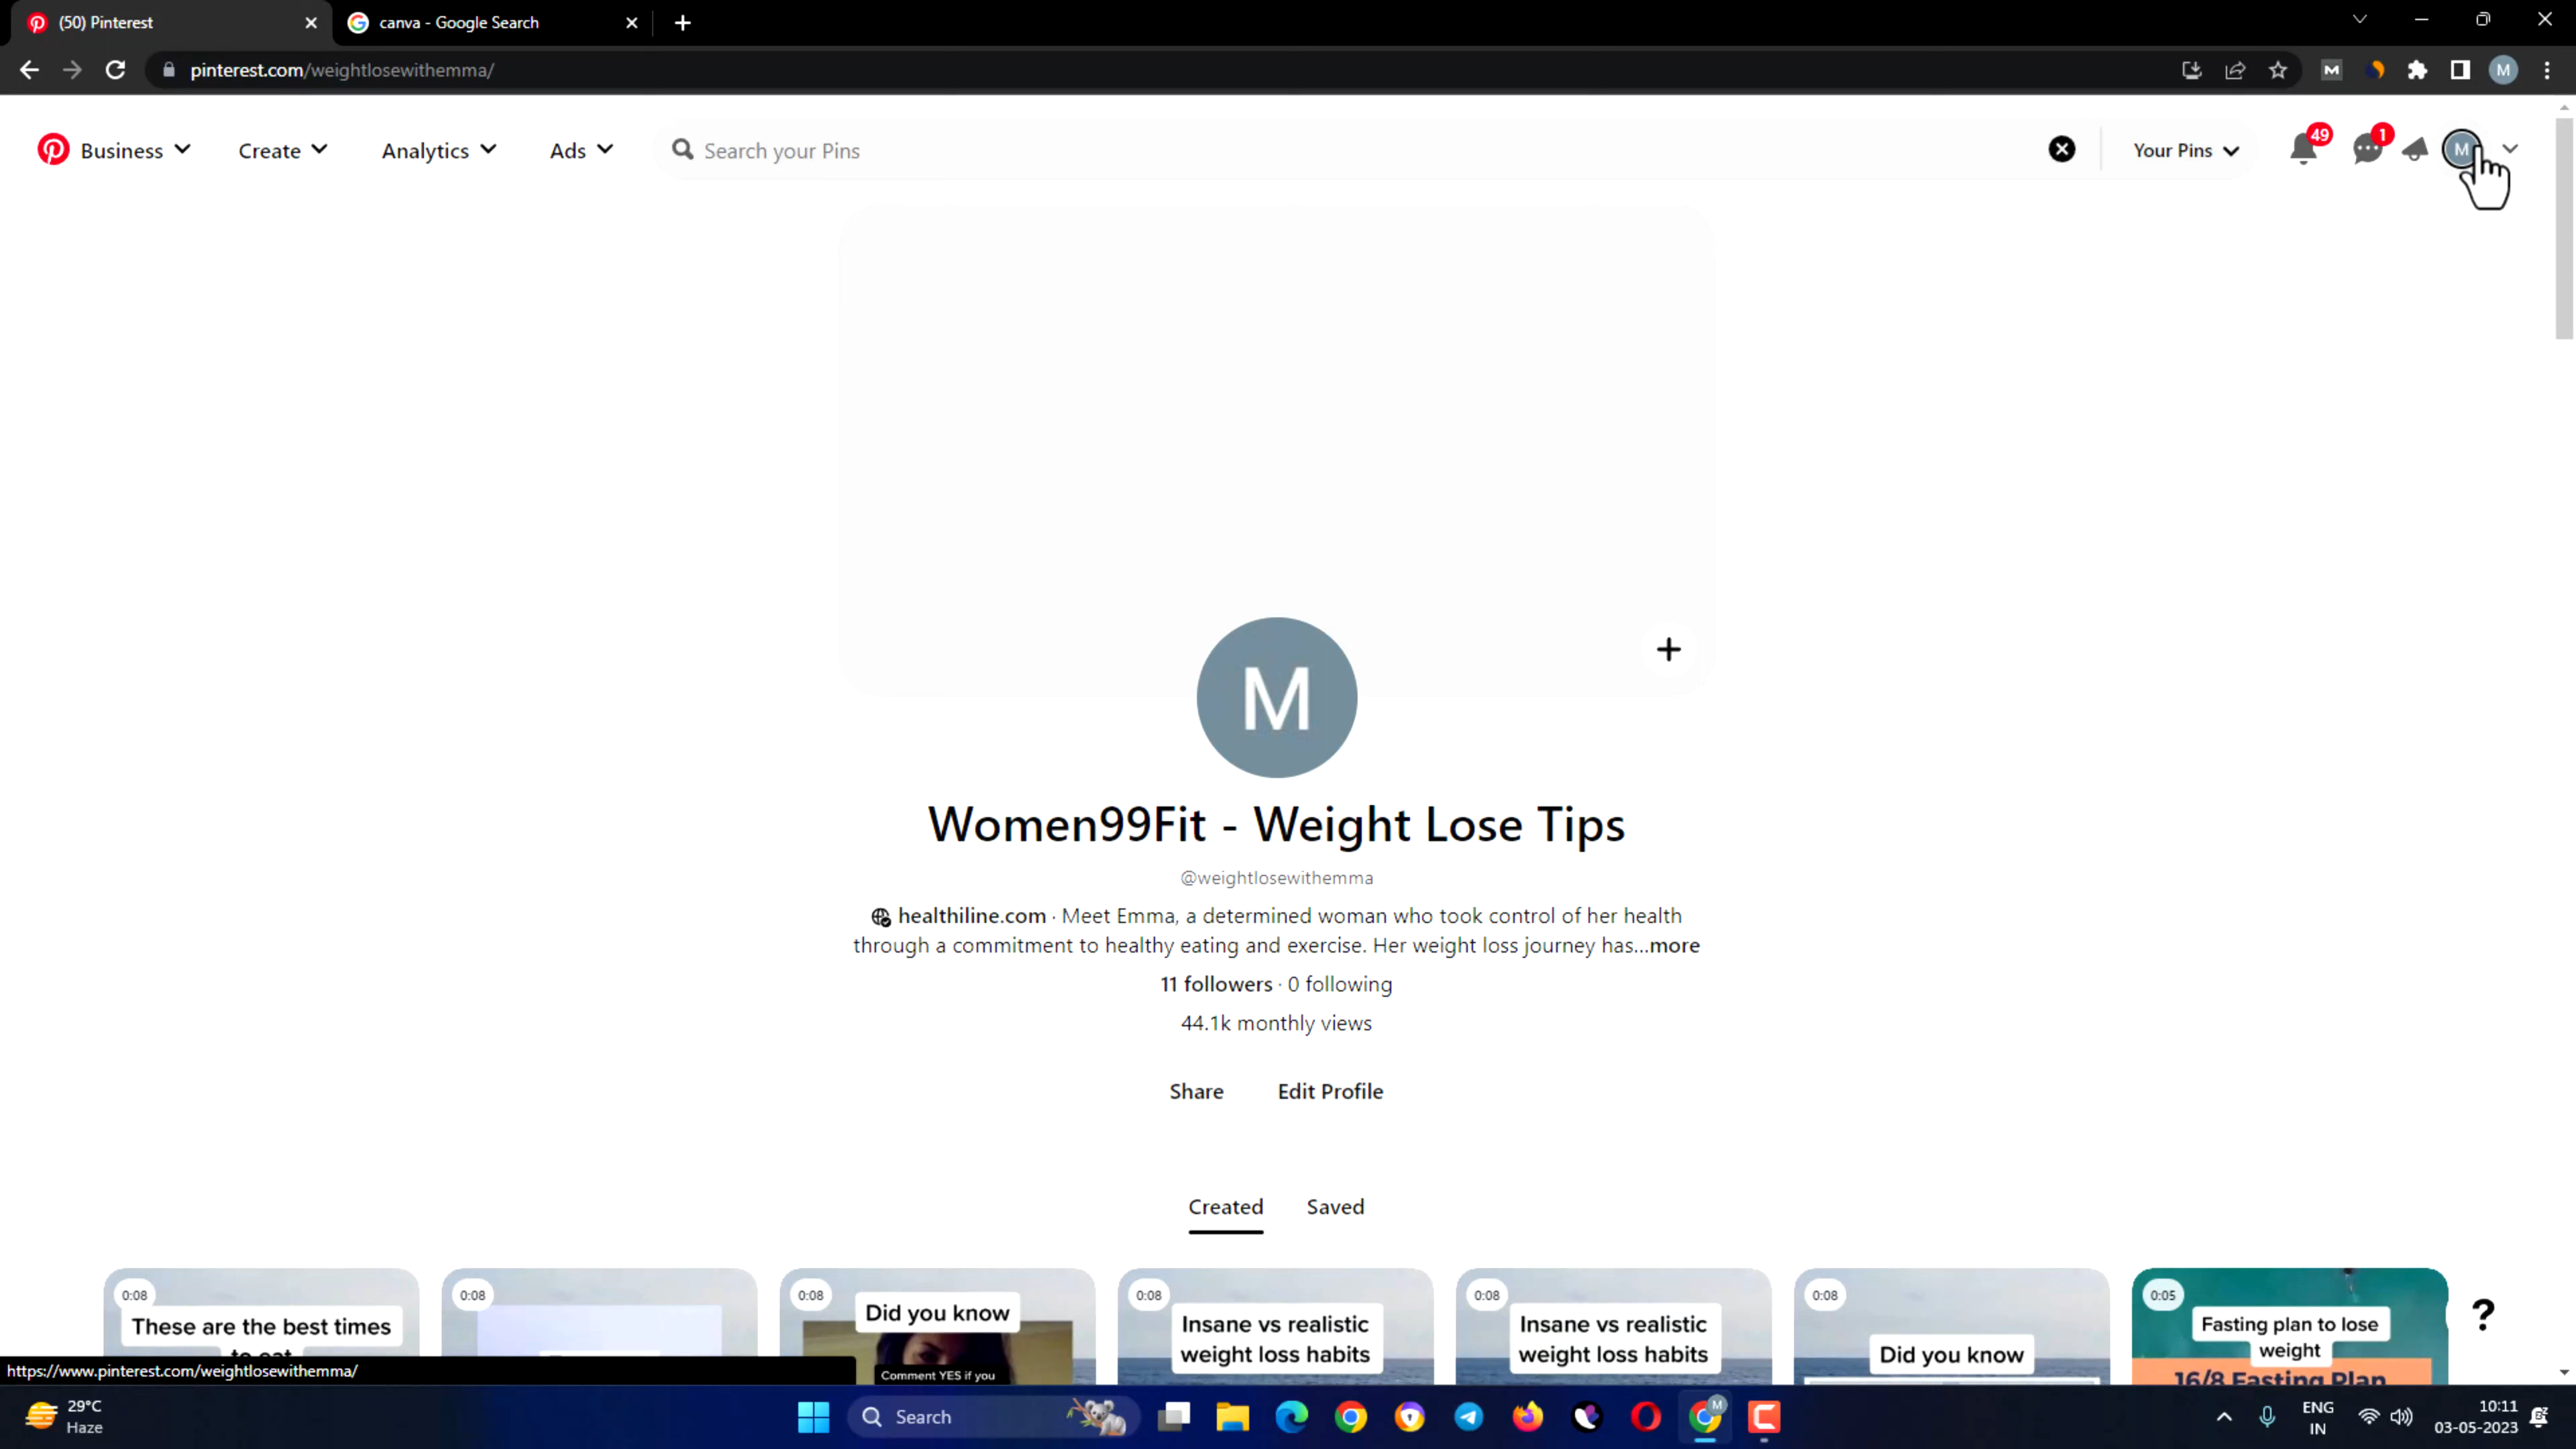 (50) Pinterest
canva - Google Search
pinterest.com/weightlosewithemma/
M
M
Business
Create
Analytics
Ads
Search your Pins
Your Pins
49
1
M
M
Women99Fit - Weight Lose Tips
@weightlosewithemma
healthiline.com · Meet Emma, a determined woman who took control of her health
through a commitment to healthy eating and exercise. Her weight loss journey has...more
11 followers · 0 following
44.1k monthly views
Share
Edit Profile
Created
Saved
0:08
These are the best times
to eat
0:08
0:08
Did you know
Comment YES if you
0:08
Insane vs realistic
weight loss habits
0:08
Insane vs realistic
weight loss habits
0:08
Did you know
0:05
Fasting plan to lose
weight
16/8 Fasting Plan
?
https://www.pinterest.com/weightlosewithemma/
29°C
Haze
Search
M
ENG
IN
10:11
03-05-2023